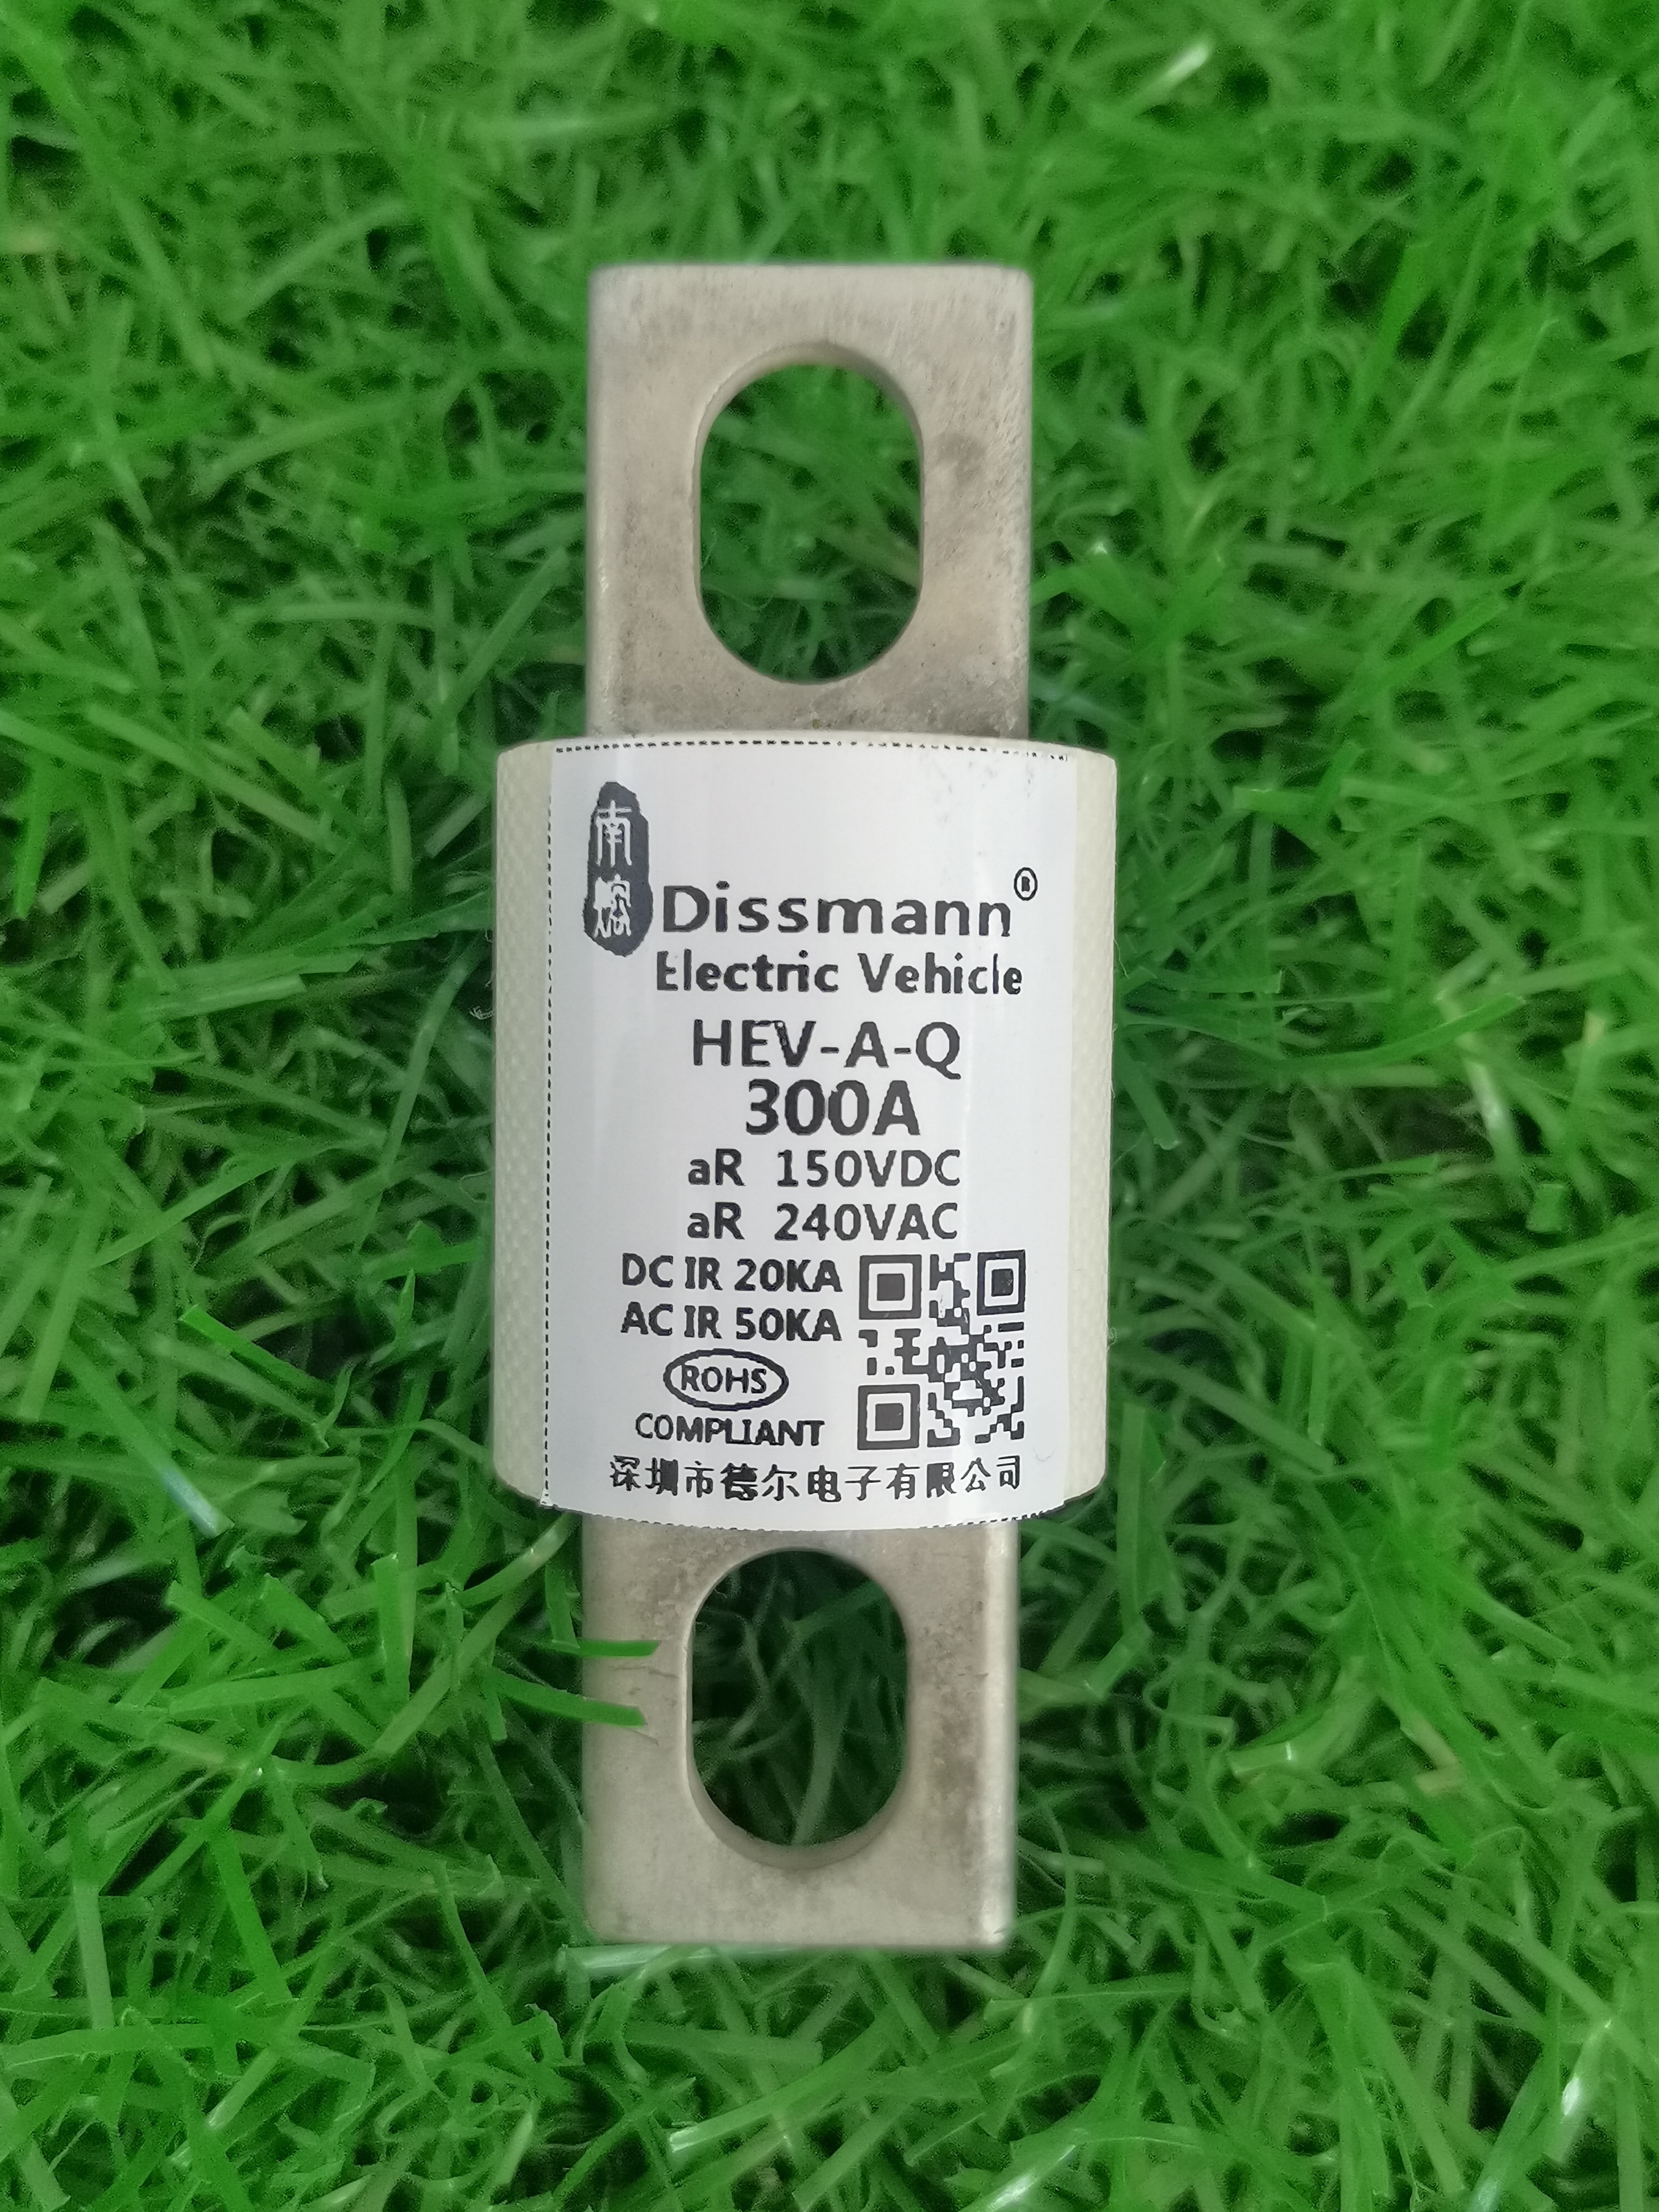 南熔
Dissmann®
Electric Vehicle
HEV-A-Q
300A
aR 150VDC
aR 240VAC
DC IR 20KA
AC IR 50KA
ROHS
COMPLIANT
深圳市德尔电子有限公司